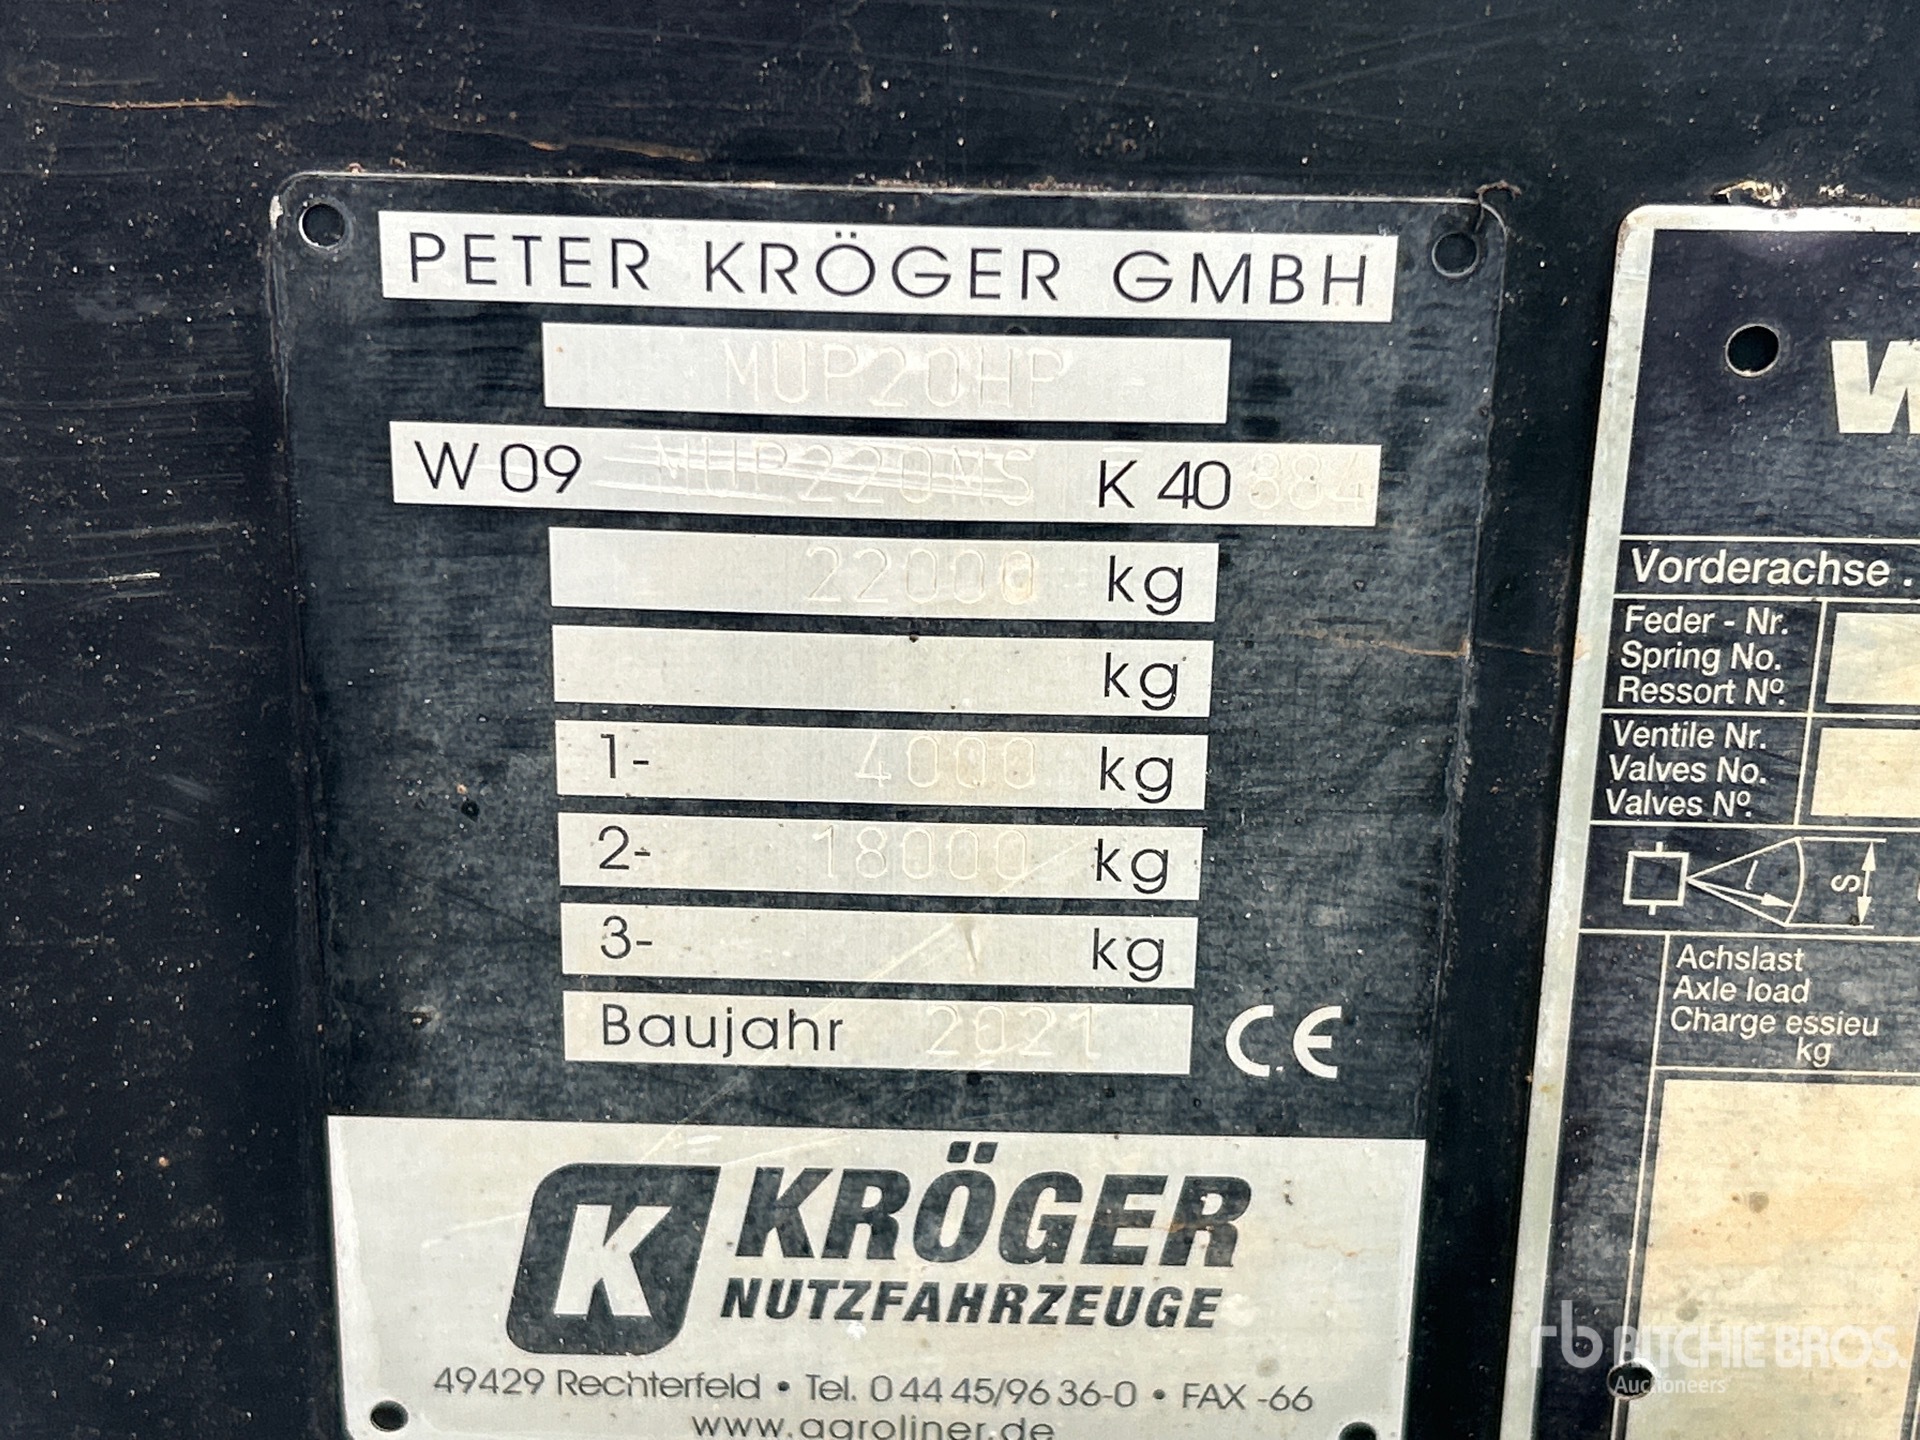 PETER KRÖGER GMBH
MUP20HP
W 09 MUP220NS K 40884
22000 kg
kg
1- 4000 kg
2- 18000 kg
3- kg
Baujahr 2021 CE
K KRÖGER
NUTZFAHRZEUGE
49429 Rechterfeld • Tel. 0 44 45/96 36-0 • FAX -66
www.agroliner.de
Vorderachse
Feder - Nr.
Spring No.
Ressort Nº.
Ventile Nr.
Valves No.
Valves Nº.
L S
Achslast
Axle load
Charge essieu
kg
rb RITCHIE BROS.
Auctioneers